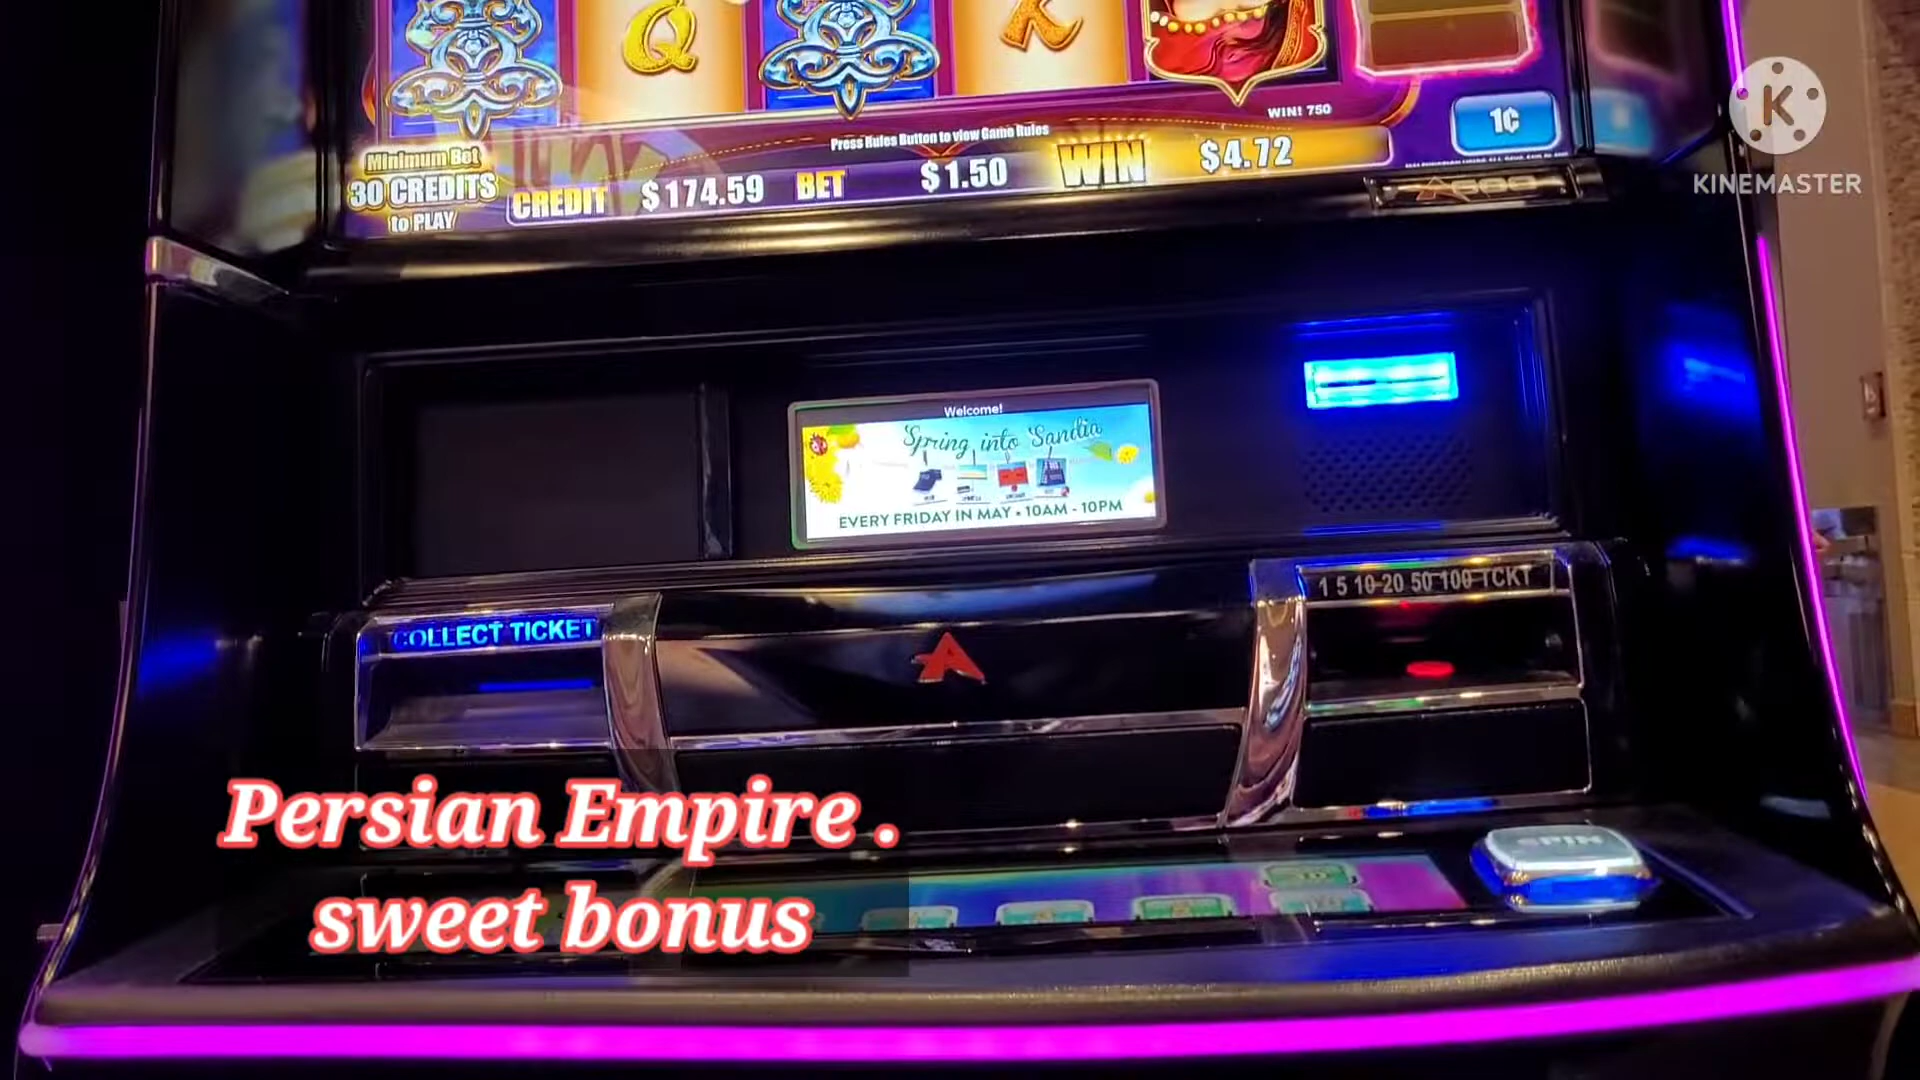 Q
K
WIN! 750
1¢
Press Rules Button to view Game Rules
Minimum Bet
30 CREDITS
to PLAY
CREDIT $174.59 BET $1.50 WIN $4.72
K
KINEMASTER
Welcome!
Spring into Sandia
EVERY FRIDAY IN MAY • 10AM - 10PM
COLLECT TICKET
1 5 10 20 50 100 TCKT
SPIN
Persian Empire .
sweet bonus